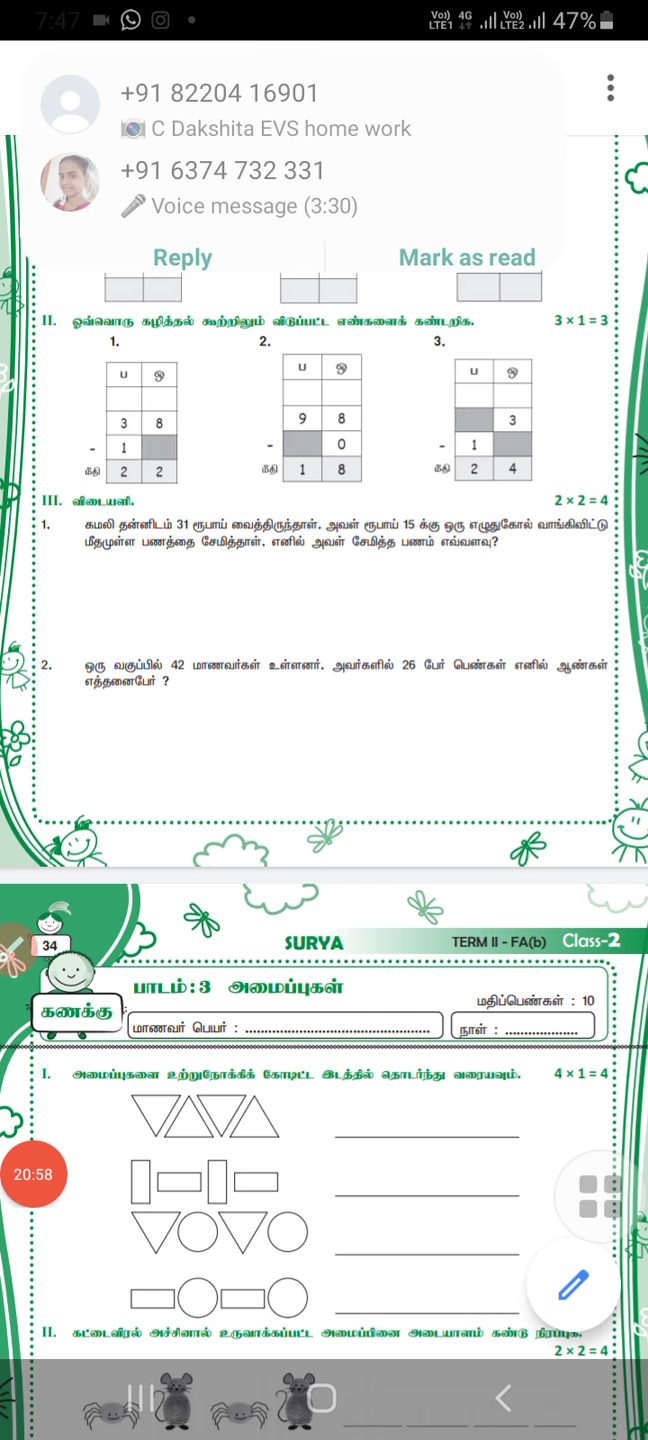 7:47 Vo)) LTE1 4G Vo)) LTE2 47%
+91 82204 16901
C Dakshita EVS home work
+91 6374 732 331
Voice message (3:30)
Reply Mark as read
II. ஒவ்வொரு கழித்தல் கூற்றிலும் விடுப்பட்ட எண்களைக் கண்டறிக. 3 × 1 = 3
1. 2. 3.
ப ஒ ப ஒ ப ஒ
3 8 9 8 3
- 1 - 0 - 1
மீதி 2 2 மீதி 1 8 மீதி 2 4
III. விடையளி. 2 × 2 = 4
1. கமலி தன்னிடம் 31 ரூபாய் வைத்திருந்தாள். அவள் ரூபாய் 15 க்கு ஒரு எழுதுகோல் வாங்கிவிட்டு
மீதமுள்ள பணத்தை சேமித்தாள். எனில் அவள் சேமித்த பணம் எவ்வளவு?
2. ஒரு வகுப்பில் 42 மாணவர்கள் உள்ளனர். அவர்களில் 26 பேர் பெண்கள் எனில் ஆண்கள்
எத்தனைபேர் ?
34 SURYA TERM II - FA(b) Class-2
பாடம் : 3 அமைப்புகள்
மதிப்பெண்கள் : 10
கணக்கு
மாணவர் பெயர் : ................................................ நாள் : ...................
I. அமைப்புகளை உற்றுநோக்கிக் கோடிட்ட இடத்தில் தொடர்ந்து வரையவும். 4 × 1 = 4
20:58
II. கட்டைவிரல் அச்சினால் உருவாக்கப்பட்ட அமைப்பினை அடையாளம் கண்டு நிரப்புக.
2 × 2 = 4